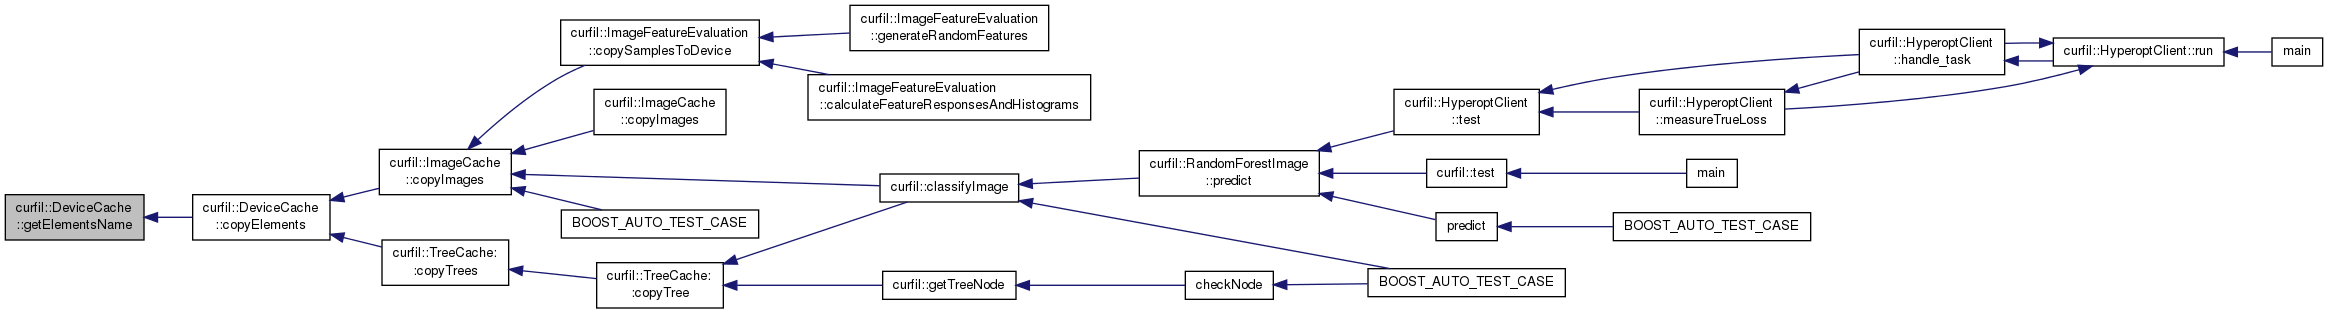 curfil::DeviceCache
::getElementsName
curfil::DeviceCache
::copyElements
curfil::ImageCache
::copyImages
curfil::TreeCache:
:copyTrees
curfil::ImageFeatureEvaluation
::copySamplesToDevice
curfil::ImageCache
::copyImages
BOOST_AUTO_TEST_CASE
curfil::TreeCache:
:copyTree
curfil::ImageFeatureEvaluation
::generateRandomFeatures
curfil::ImageFeatureEvaluation
::calculateFeatureResponsesAndHistograms
curfil::classifyImage
curfil::getTreeNode
curfil::RandomForestImage
::predict
checkNode
curfil::HyperoptClient
::test
curfil::test
predict
BOOST_AUTO_TEST_CASE
curfil::HyperoptClient
::measureTrueLoss
main
BOOST_AUTO_TEST_CASE
curfil::HyperoptClient
::handle_task
curfil::HyperoptClient::run
main